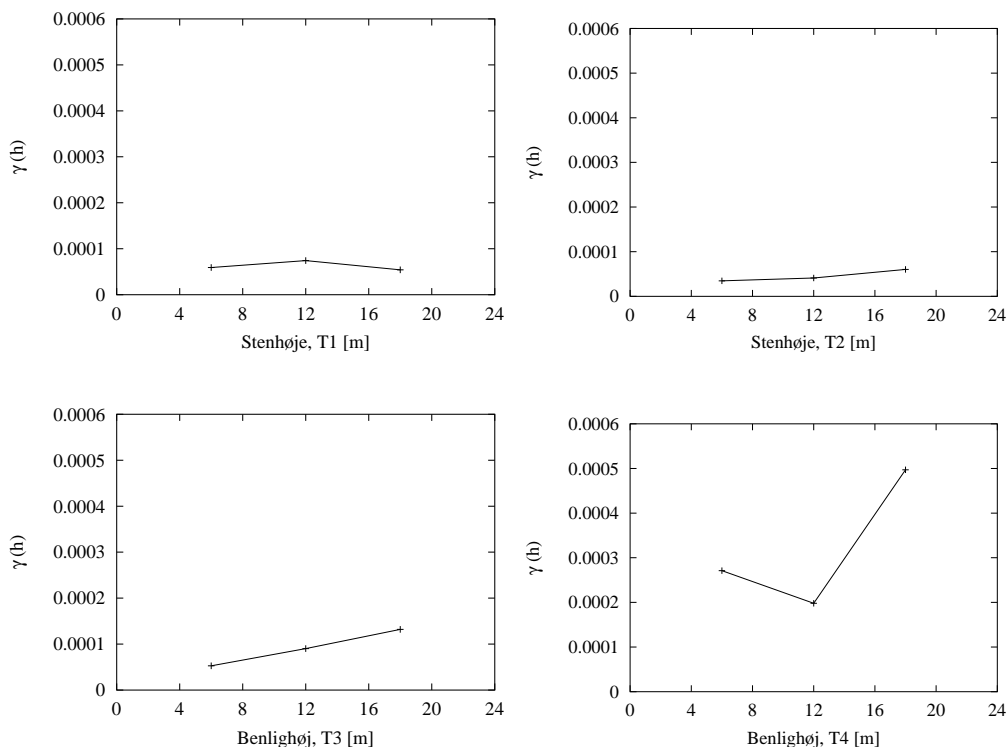 0.0006
0.0005
0.0004
0.0003
0.0002
0.0001
0
γ (h)
0 4 8 12 16 20 24
Stenhøje, T1 [m]
0.0006
0.0005
0.0004
0.0003
0.0002
0.0001
0
γ (h)
0 4 8 12 16 20 24
Stenhøje, T2 [m]
0.0006
0.0005
0.0004
0.0003
0.0002
0.0001
0
γ (h)
0 4 8 12 16 20 24
Benlighøj, T3 [m]
0.0006
0.0005
0.0004
0.0003
0.0002
0.0001
0
γ (h)
0 4 8 12 16 20 24
Benlighøj, T4 [m]